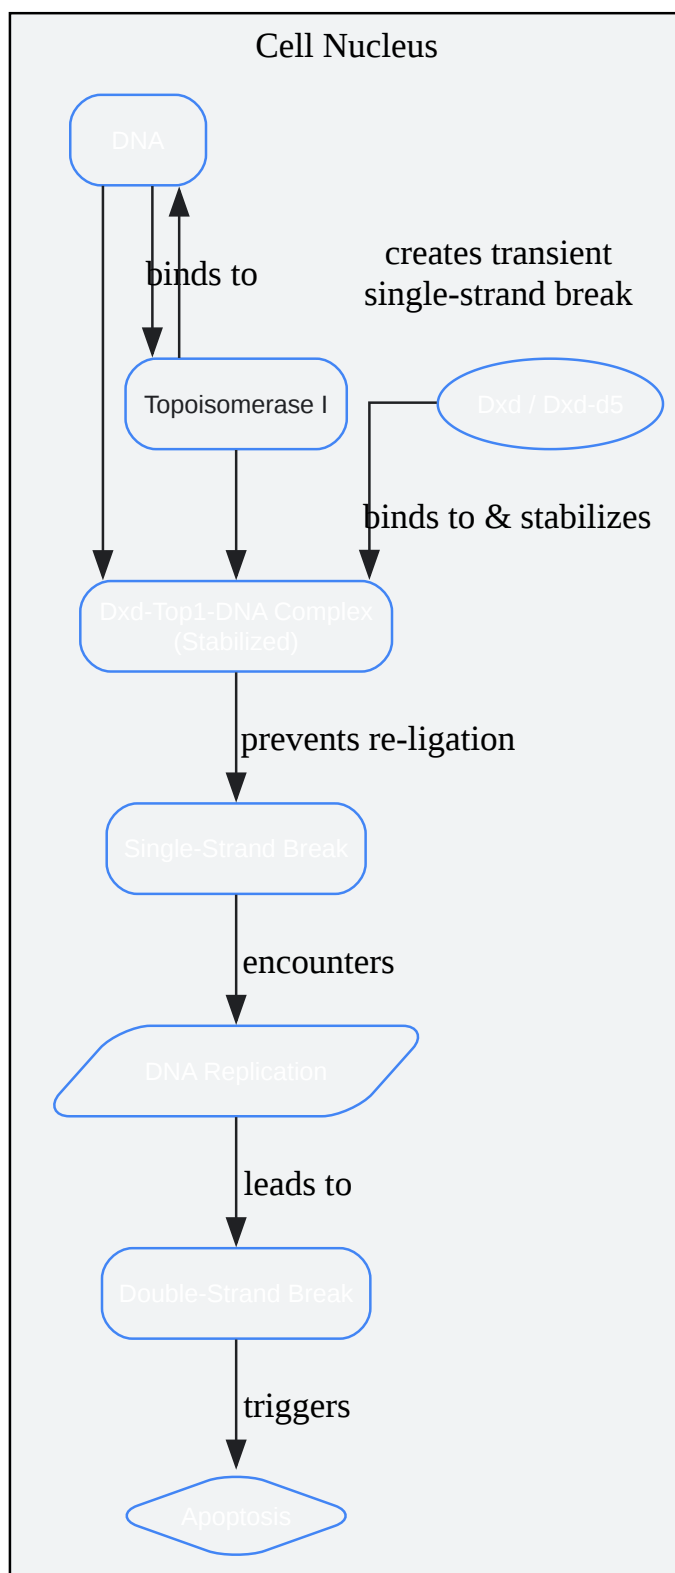 Cell Nucleus
DNA
binds to
creates transient
single-strand break
Topoisomerase I
Dxd / Dxd-d5
binds to & stabilizes
Dxd-Top1-DNA Complex
(Stabilized)
prevents re-ligation
Single-Strand Break
encounters
DNA Replication
leads to
Double-Strand Break
triggers
Apoptosis